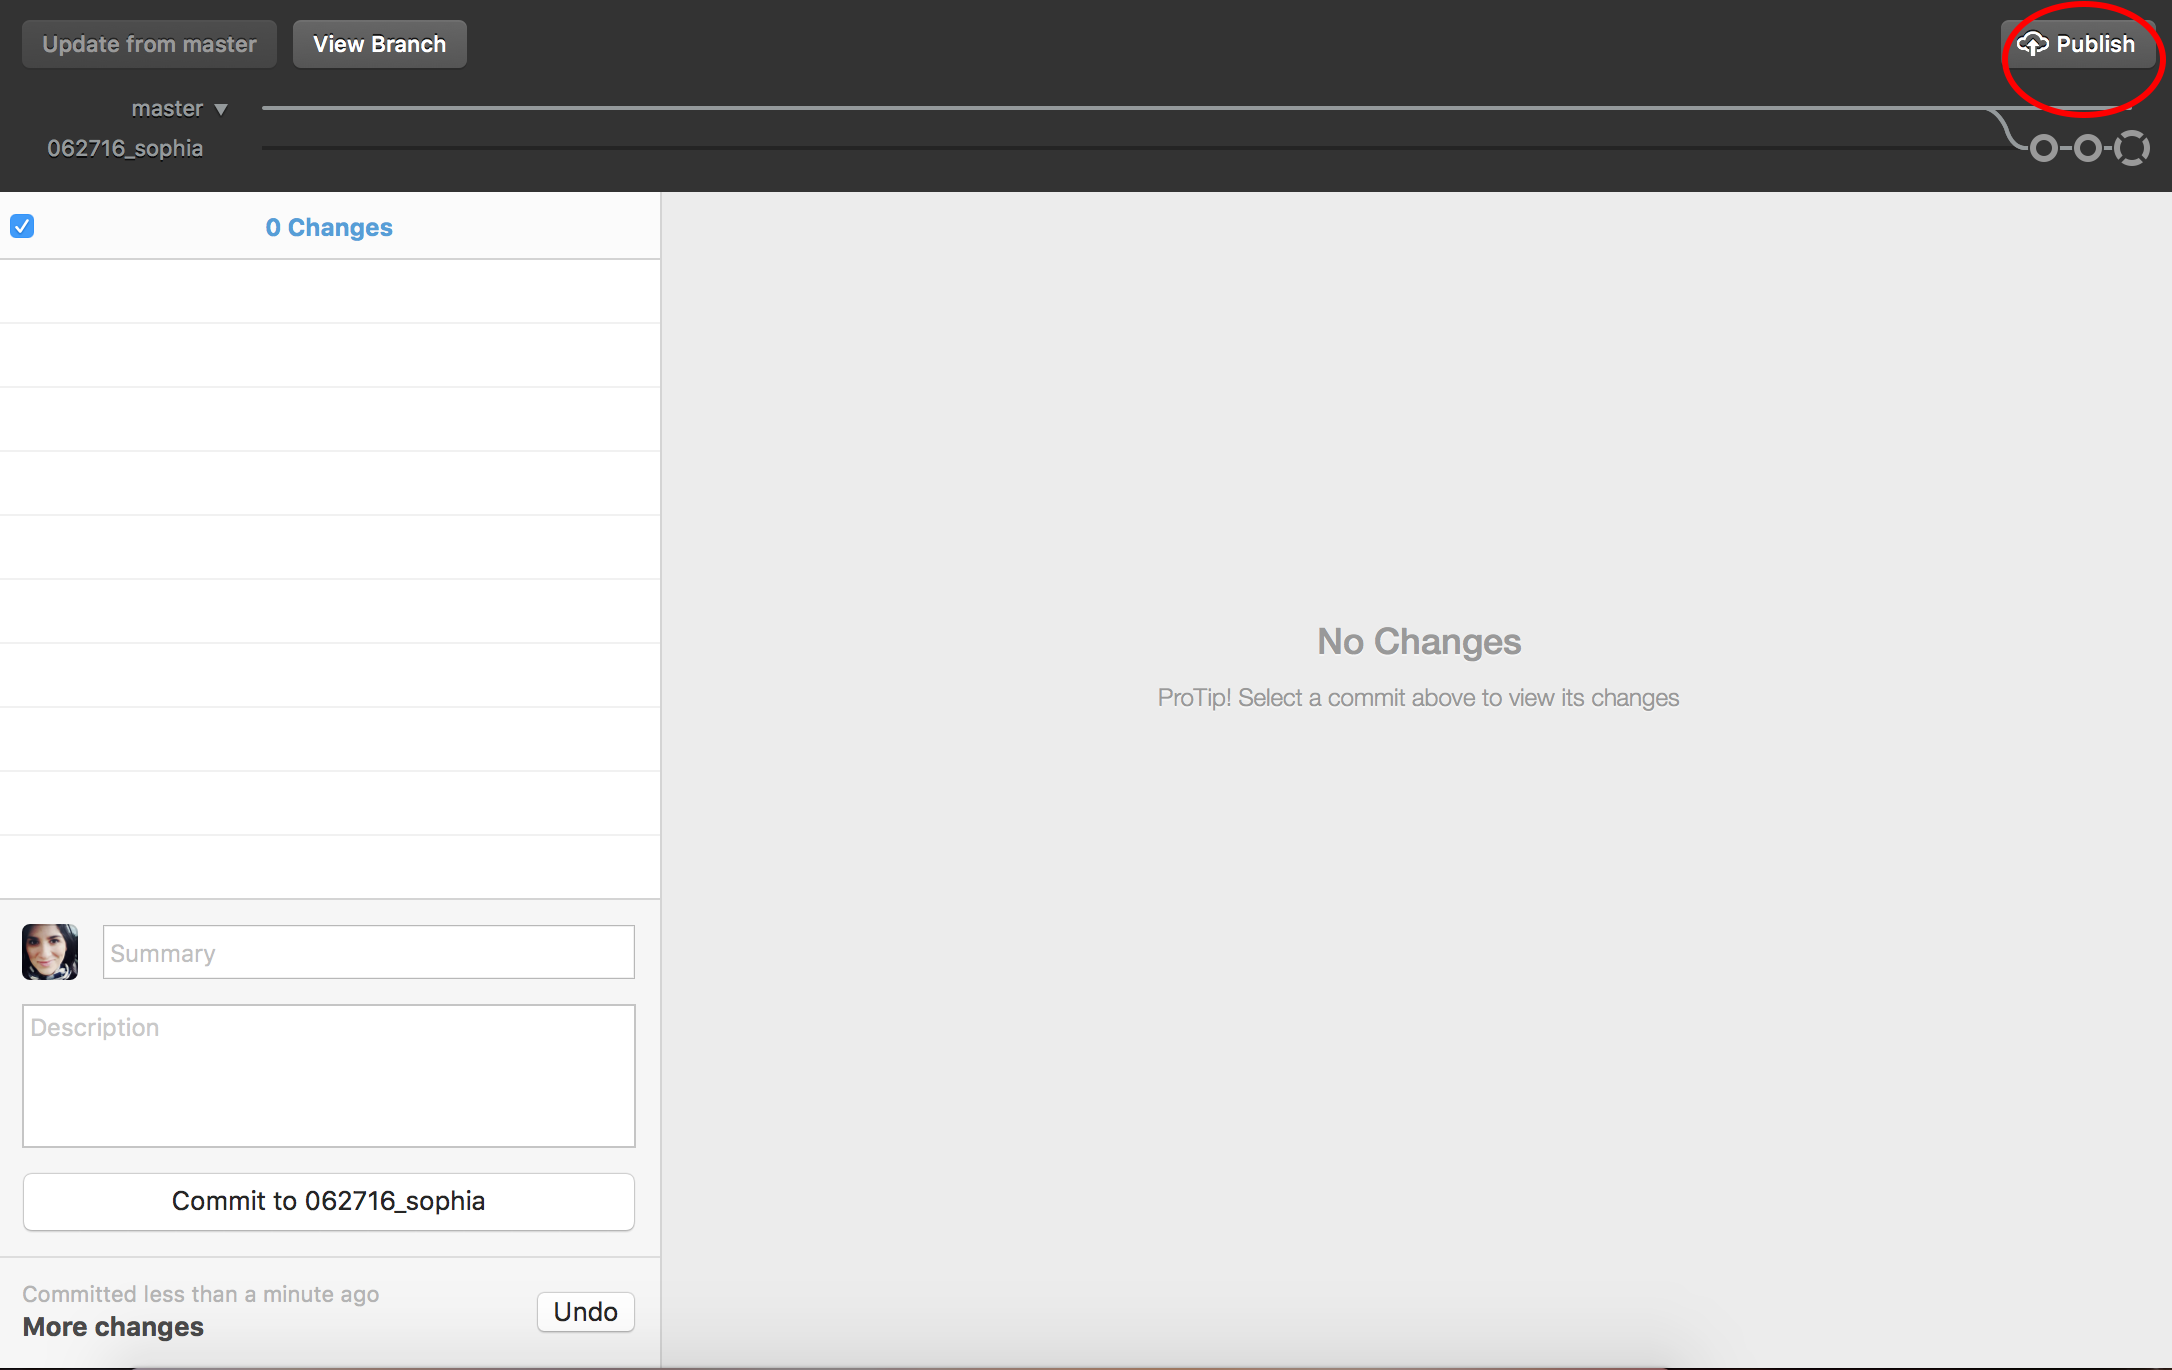 Update from master
View Branch
Publish
master
062716_sophia
0 Changes
No Changes
ProTip! Select a commit above to view its changes
Summary
Description
Commit to 062716_sophia
Committed less than a minute ago
More changes
Undo